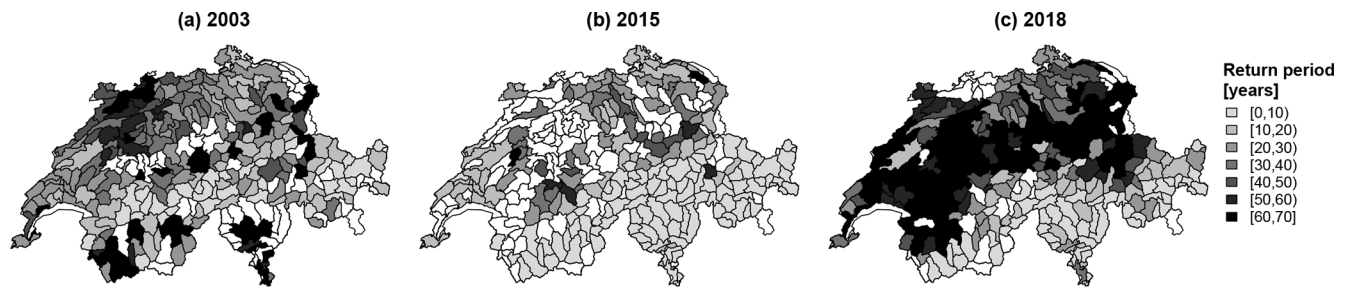 (a) 2003
(b) 2015
(c) 2018
Return period
[years]
[0,10)
[10,20)
[20,30)
[30,40)
[40,50)
[50,60)
[60,70]